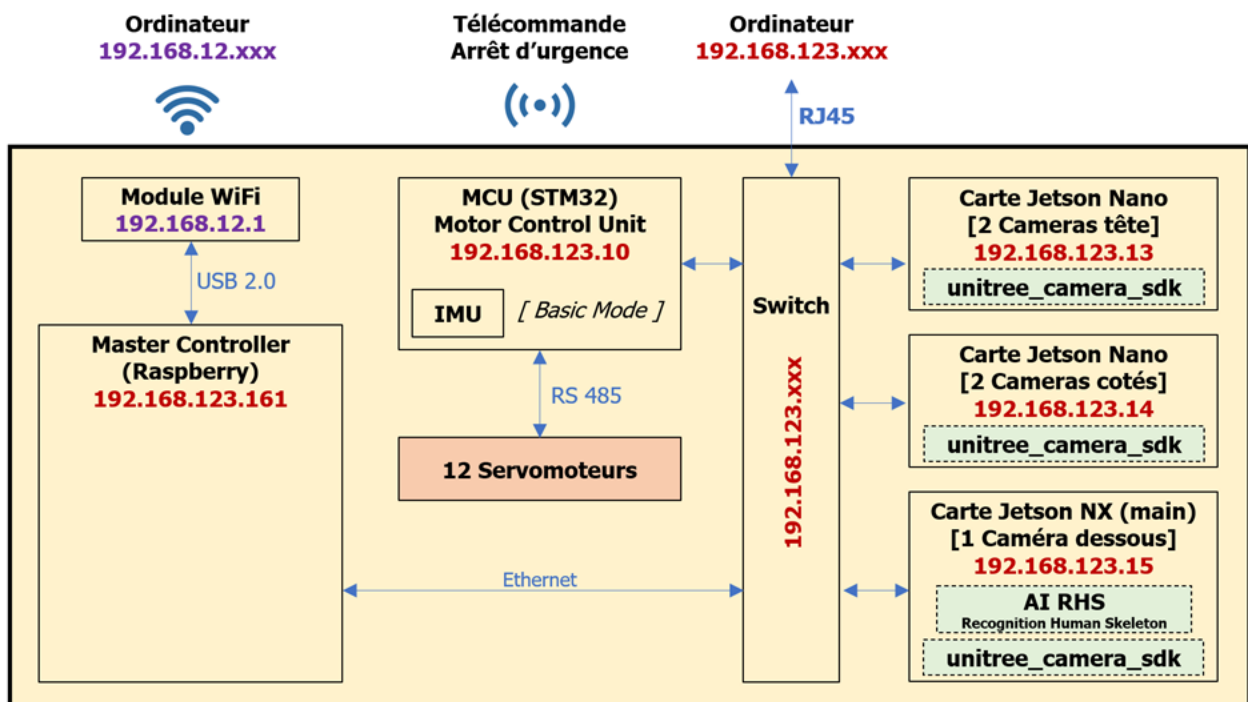 Ordinateur
192.168.12.xxx
Télécommande
Arrêt d'urgence
Ordinateur
192.168.123.xxx
RJ45
Module WiFi
192.168.12.1
USB 2.0
Master Controller
(Raspberry)
192.168.123.161
MCU (STM32)
Motor Control Unit
192.168.123.10
IMU
[ Basic Mode ]
RS 485
12 Servomoteurs
Ethernet
Switch
192.168.123.xxx
Carte Jetson Nano
[2 Cameras tête]
192.168.123.13
unitree_camera_sdk
Carte Jetson Nano
[2 Cameras cotés]
192.168.123.14
unitree_camera_sdk
Carte Jetson NX (main)
[1 Caméra dessous]
192.168.123.15
AI RHS
Recognition Human Skeleton
unitree_camera_sdk